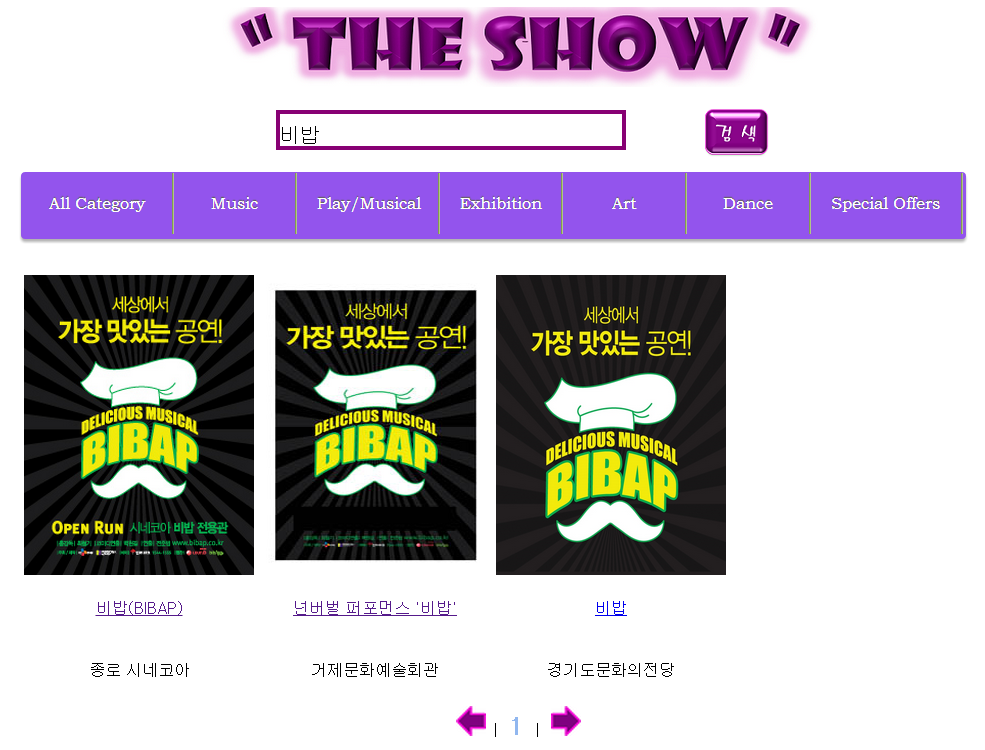 " THE SHOW "
비밥
검 색
All Category Music Play/Musical Exhibition Art Dance Special Offers
세상에서
가장 맛있는 공연!
DELICIOUS MUSICAL
BIBAP
OPEN RUN 시네코아 비밥 전용관
세상에서
가장 맛있는 공연!
DELICIOUS MUSICAL
BIBAP
세상에서
가장 맛있는 공연!
DELICIOUS MUSICAL
BIBAP
비밥(BIBAP)
넌버벌 퍼포먼스 '비밥'
비밥
종로 시네코아
거제문화예술회관
경기도문화의전당
| 1 |